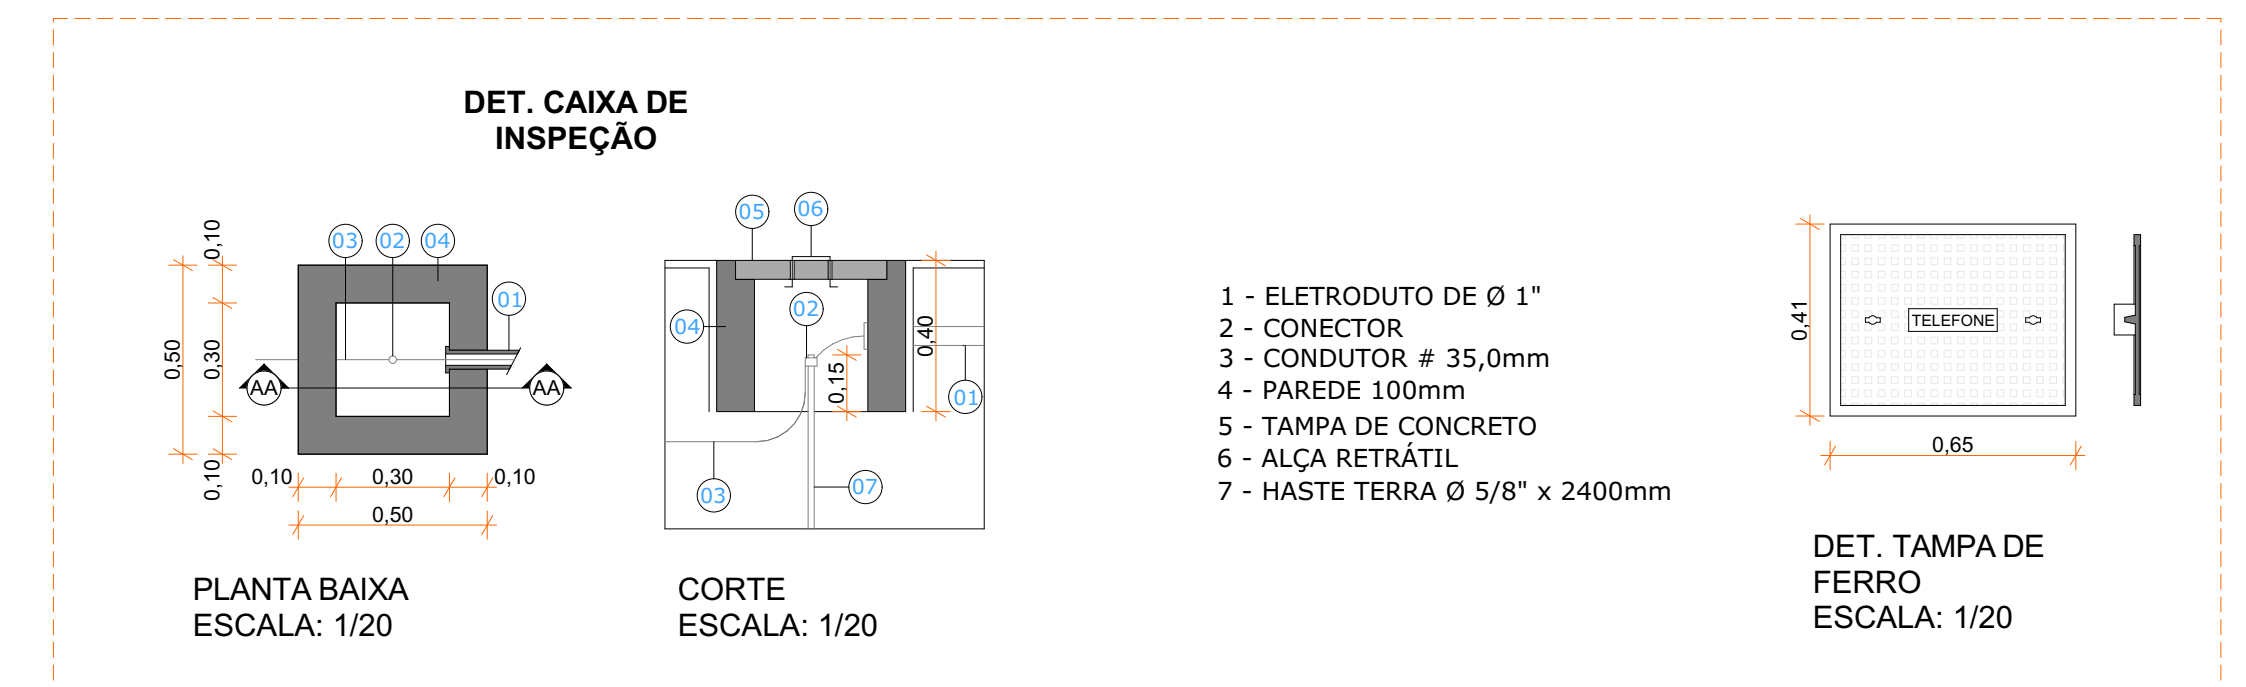 DET. CAIXA DE
INSPEÇÃO
03 02 04
01
0,10
0,50
0,30
0,10
AA AA
0,10 0,30 0,10
0,50
PLANTA BAIXA
ESCALA: 1/20
05 06
02
04
0,40
0,15
01
03
07
CORTE
ESCALA: 1/20
1 - ELETRODUTO DE Ø 1"
2 - CONECTOR
3 - CONDUTOR # 35,0mm
4 - PAREDE 100mm
5 - TAMPA DE CONCRETO
6 - ALÇA RETRÁTIL
7 - HASTE TERRA Ø 5/8" x 2400mm
0,41
TELEFONE
0,65
DET. TAMPA DE
FERRO
ESCALA: 1/20